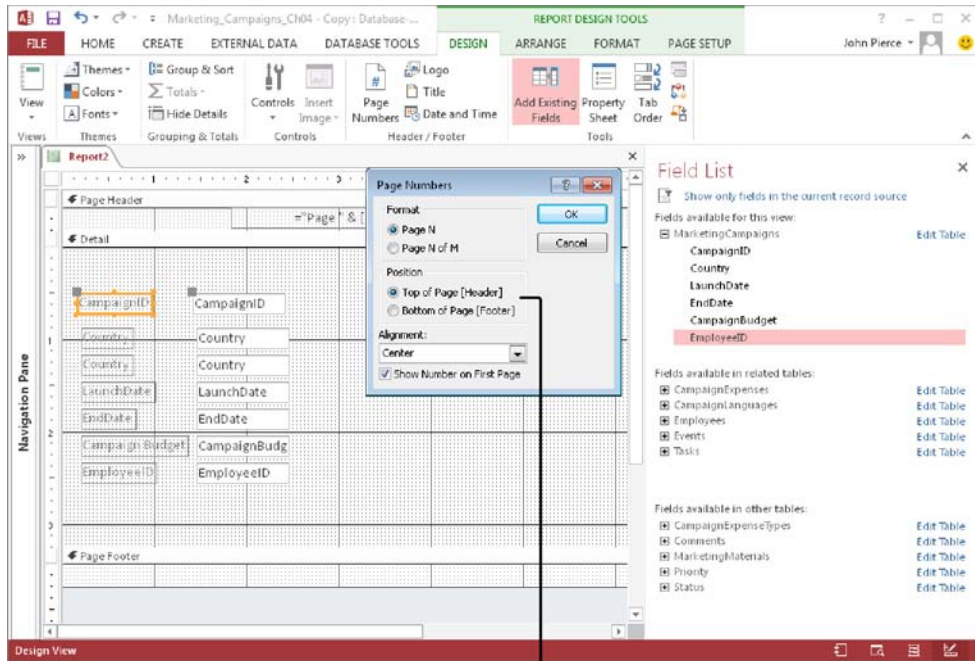 Marketing_Campaigns_Ch04 - Copy : Database-...
REPORT DESIGN TOOLS
?
FILE
HOME
CREATE
EXTERNAL DATA
DATABASE TOOLS
DESIGN
ARRANGE
FORMAT
PAGE SETUP
John Pierce
View
Views
Themes
Colors
A Fonts
Themes
Group & Sort
Totals
Hide Details
Grouping & Totals
Controls
Insert Image
Controls
# Page Numbers
Logo
Title
Date and Time
Header / Footer
Add Existing Fields
Property Sheet
Tab Order
Tools
Report2
1 2 3
Page Header
="Page " & [
Detail
CampaignID CampaignID
Country Country
Country Country
LaunchDate LaunchDate
EndDate EndDate
Campaign Budget CampaignBudg
EmployeeID EmployeeID
Page Footer
1
2
3
Navigation Pane
Page Numbers
Format
Page N
Page N of M
Position
Top of Page [Header]
Bottom of Page [Footer]
Alignment:
Center
Show Number on First Page
OK
Cancel
Field List
Show only fields in the current record source
Fields available for this view:
MarketingCampaigns Edit Table
CampaignID
Country
LaunchDate
EndDate
CampaignBudget
EmployeeID
Fields available in related tables:
CampaignExpenses Edit Table
CampaignLanguages Edit Table
Employees Edit Table
Events Edit Table
Tasks Edit Table
Fields available in other tables:
CampaignExpenseTypes Edit Table
Comments Edit Table
MarketingMaterials Edit Table
Priority Edit Table
Status Edit Table
Design View